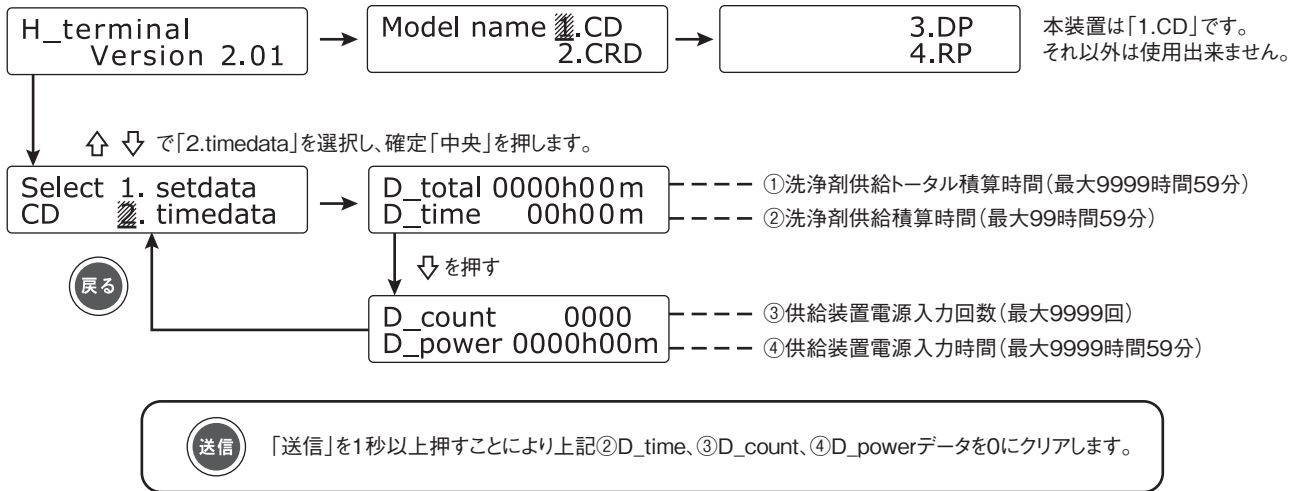 H_terminal
Version 2.01
Model name 1.CD
2.CRD
3.DP
4.RP
本装置は「1.CD」です。
それ以外は使用出来ません。
で「2.timedata」を選択し、確定「中央」を押します。
Select 1. setdata
CD 2. timedata
D_total 0000h00m
D_time 00h00m
①洗浄剤供給トータル積算時間(最大9999時間59分)
②洗浄剤供給積算時間(最大99時間59分)
戻る
を押す
D_count 0000
D_power 0000h00m
③供給装置電源入力回数(最大9999回)
④供給装置電源入力時間(最大9999時間59分)
送信
「送信」を1秒以上押すことにより上記②D_time、③D_count、④D_powerデータを0にクリアします。